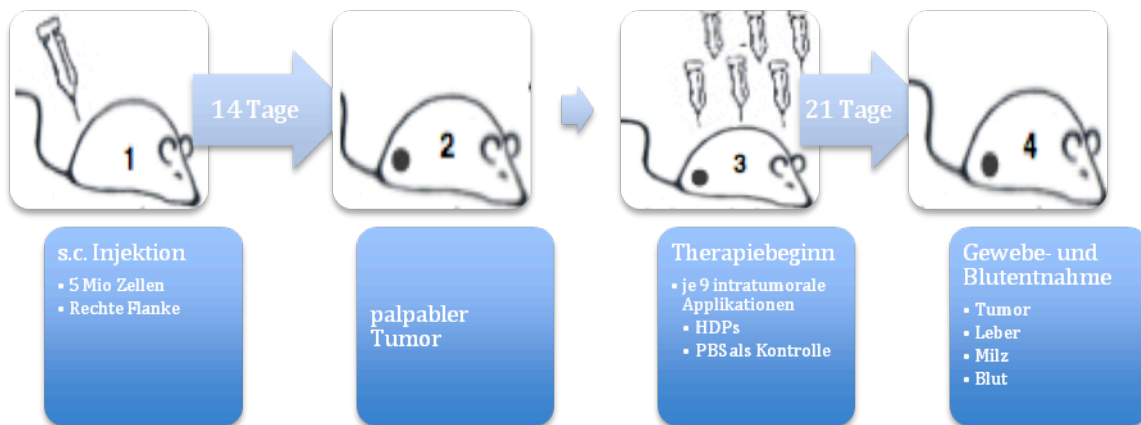 14 Tage
21 Tage
1
2
3
4
s.c. Injektion
▪ 5 Mio Zellen
▪ Rechte Flanke
palpabler
Tumor
Therapiebeginn
▪ je 9 intratumorale
Applikationen
▪ HDPs
▪ PBS als Kontrolle
Gewebe- und
Blutentnahme
▪ Tumor
▪ Leber
▪ Milz
▪ Blut